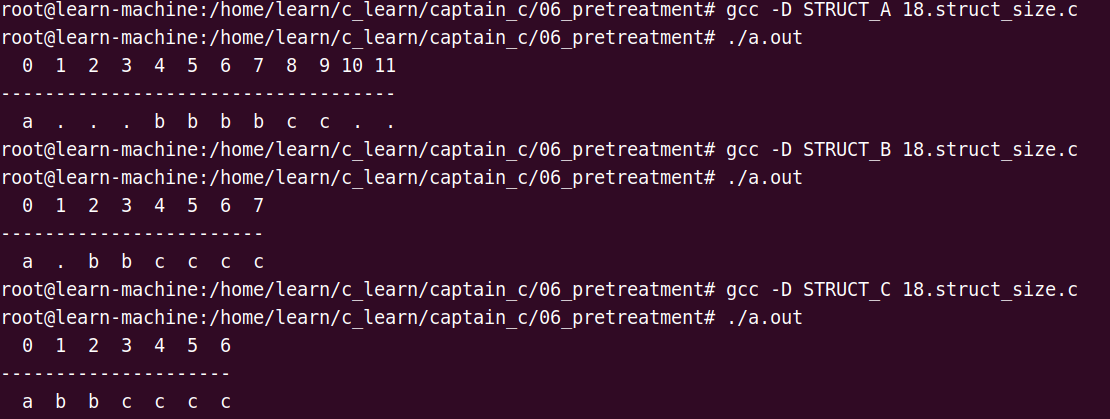 root@learn-machine:/home/learn/c_learn/captain_c/06_pretreatment# gcc -D STRUCT_A 18.struct_size.c
root@learn-machine:/home/learn/c_learn/captain_c/06_pretreatment# ./a.out
  0  1  2  3  4  5  6  7  8  9 10 11
------------------------------------
  a  .  .  .  b  b  b  b  c  c  .  .
root@learn-machine:/home/learn/c_learn/captain_c/06_pretreatment# gcc -D STRUCT_B 18.struct_size.c
root@learn-machine:/home/learn/c_learn/captain_c/06_pretreatment# ./a.out
  0  1  2  3  4  5  6  7
------------------------
  a  .  b  b  c  c  c  c
root@learn-machine:/home/learn/c_learn/captain_c/06_pretreatment# gcc -D STRUCT_C 18.struct_size.c
root@learn-machine:/home/learn/c_learn/captain_c/06_pretreatment# ./a.out
  0  1  2  3  4  5  6
---------------------
  a  b  b  c  c  c  c